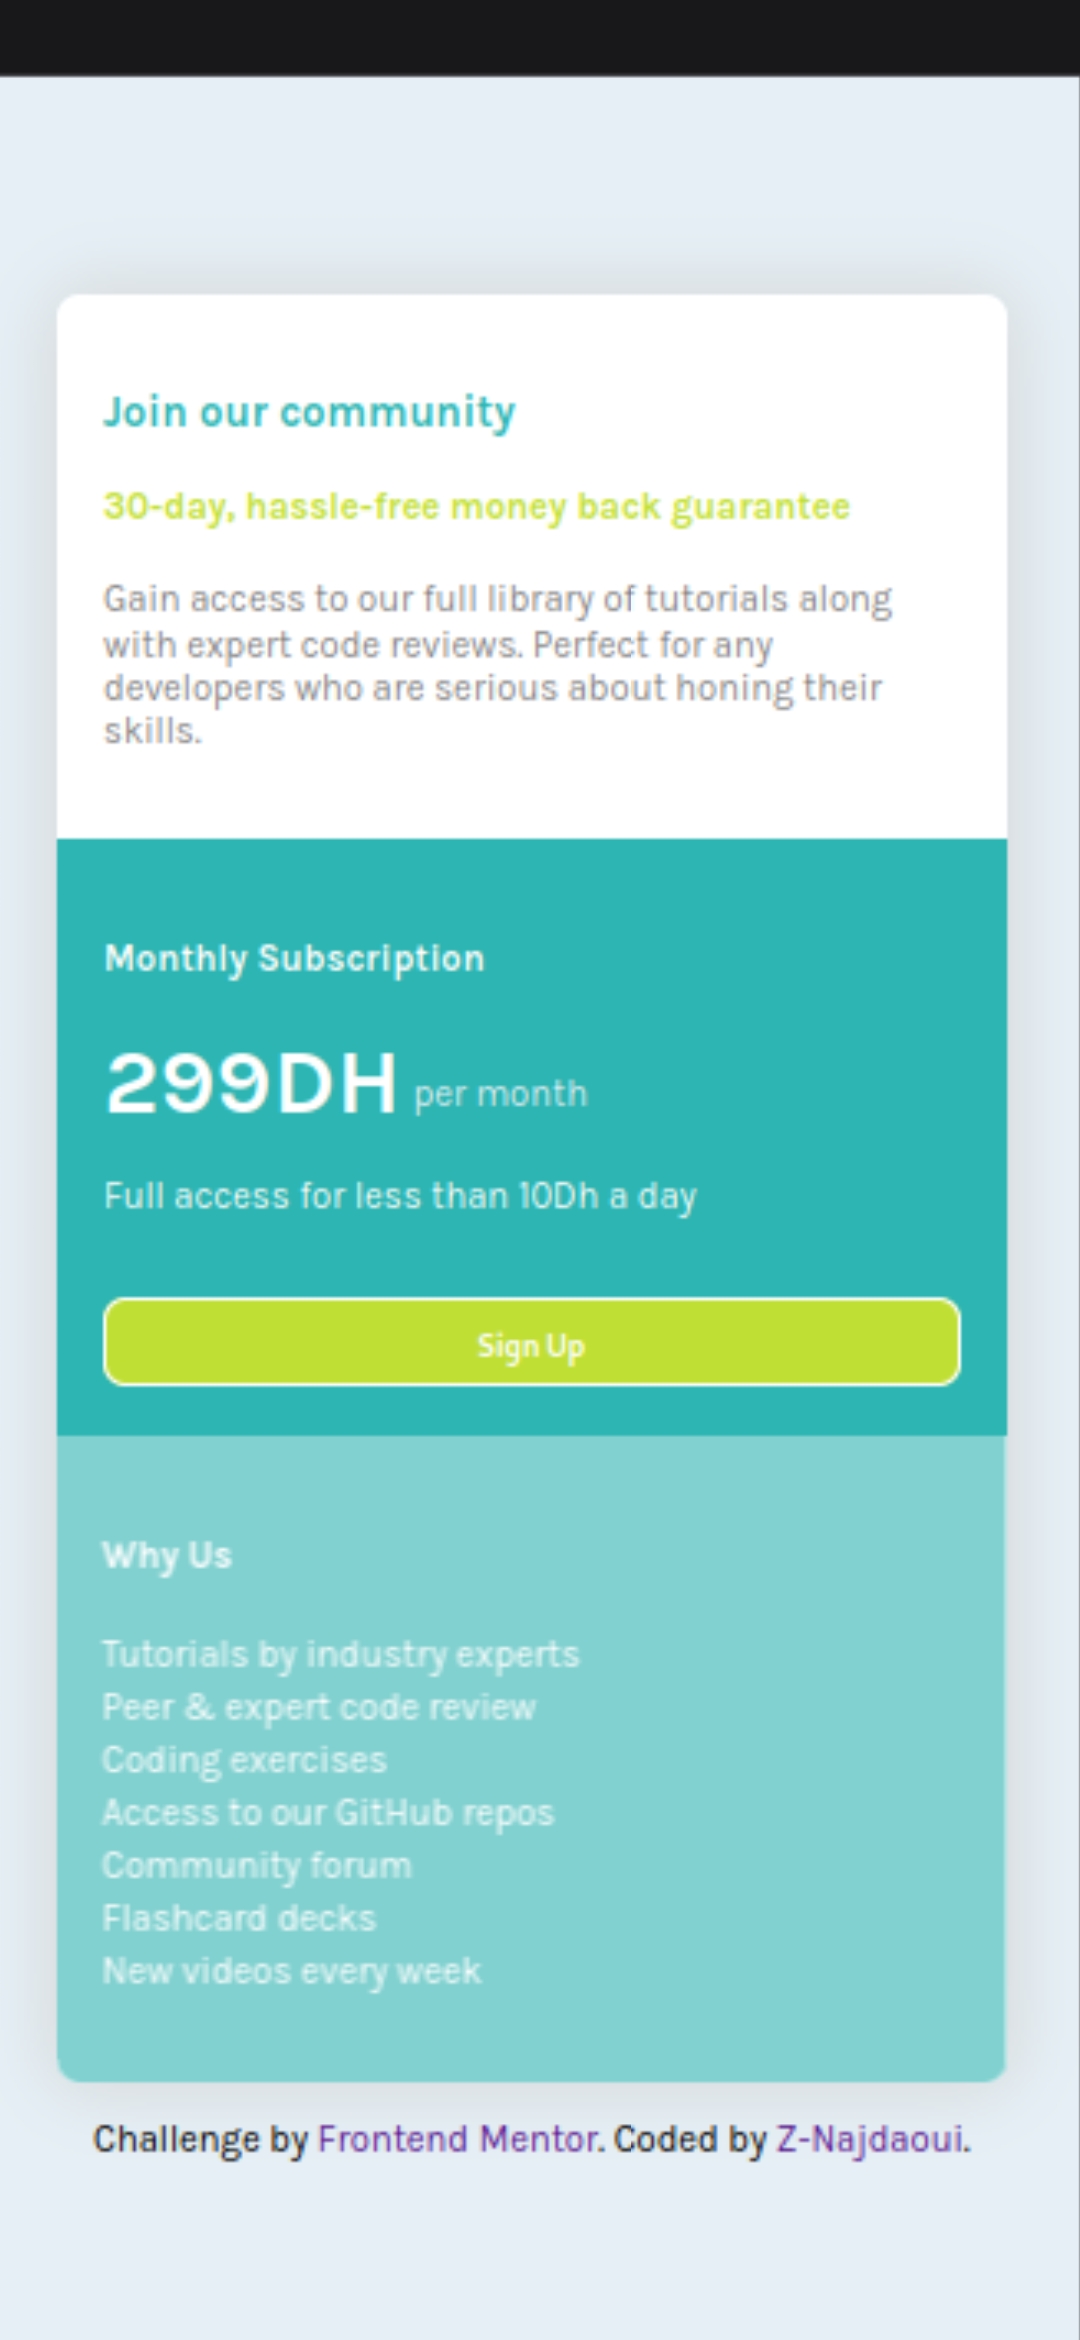 Join our community
30-day, hassle-free money back guarantee
Gain access to our full library of tutorials along
with expert code reviews. Perfect for any
developers who are serious about honing their
skills.
Monthly Subscription
299DH per month
Full access for less than 10Dh a day
Sign Up
Why Us
Tutorials by industry experts
Peer & expert code review
Coding exercises
Access to our GitHub repos
Community forum
Flashcard decks
New videos every week
Challenge by Frontend Mentor. Coded by Z-Najdaoui.